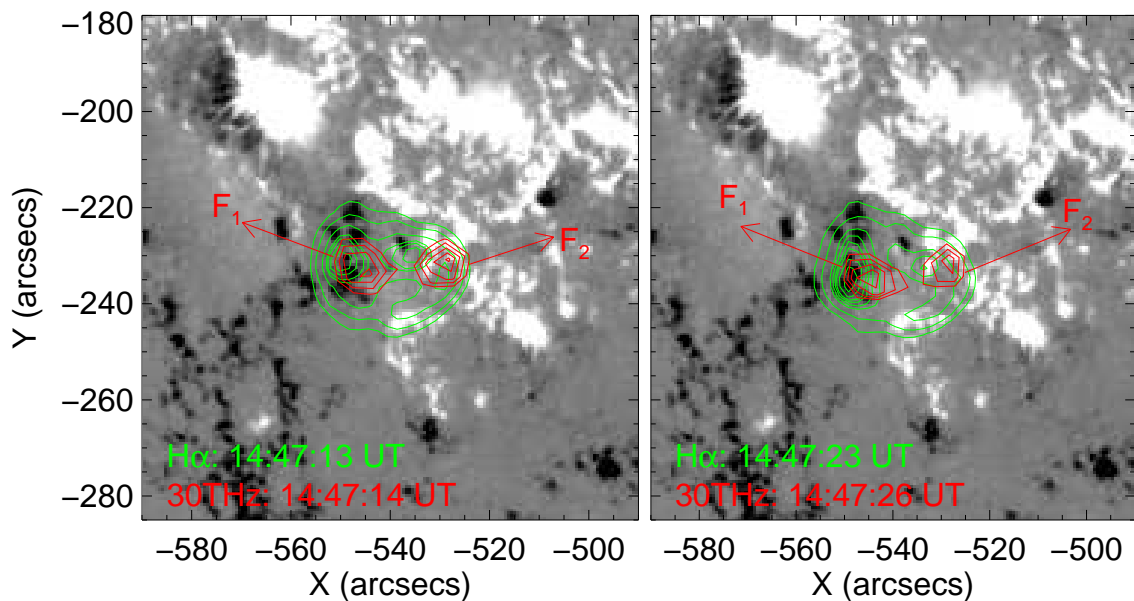 −180
−200
−220
−240
−260
−280
Y (arcsecs)
F1
F2
Hα: 14:47:13 UT
30THz: 14:47:14 UT
−580 −560 −540 −520 −500
X (arcsecs)
F1
F2
Hα: 14:47:23 UT
30THz: 14:47:26 UT
−580 −560 −540 −520 −500
X (arcsecs)